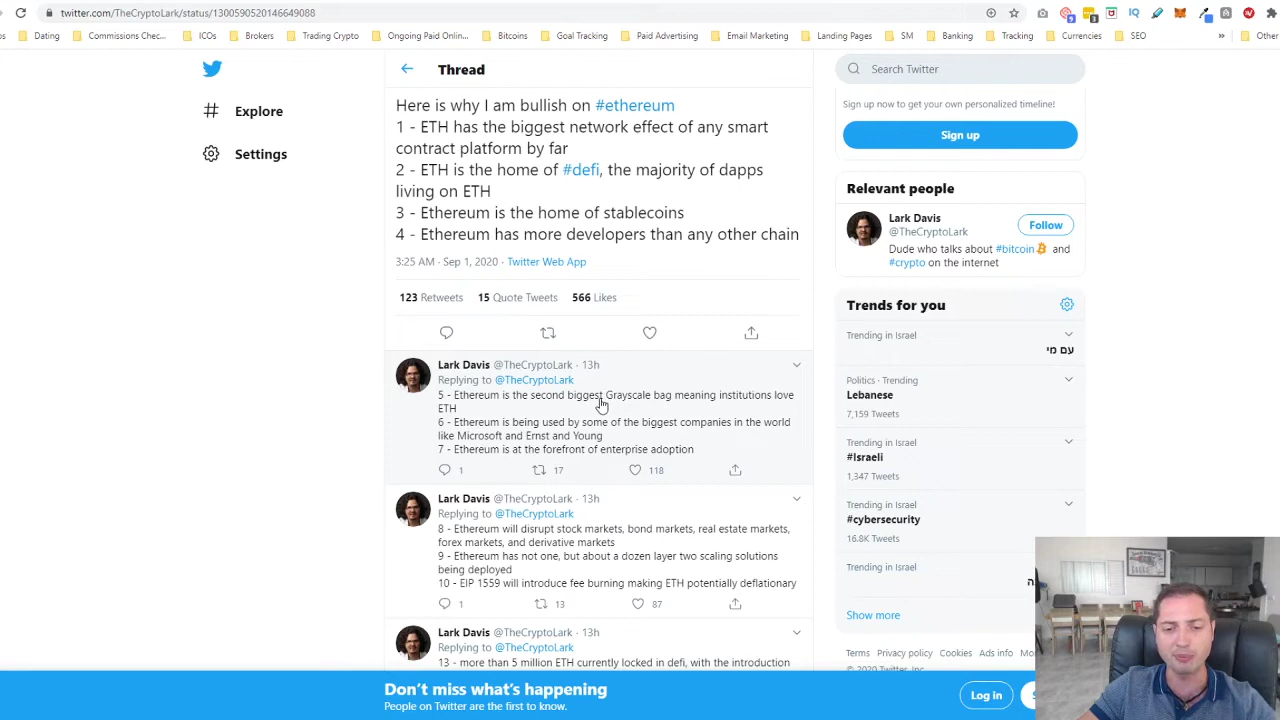 twitter.com/TheCryptoLark/status/1300590520146649088
Dating
Commissions Chec...
ICOs
Brokers
Trading Crypto
Ongoing Paid Onlin...
Bitcoins
Goal Tracking
Paid Advertising
Email Marketing
Landing Pages
SM
Banking
Tracking
Currencies
SEO
»
Other
Explore
Settings
Thread
Here is why I am bullish on #ethereum
1 - ETH has the biggest network effect of any smart
contract platform by far
2 - ETH is the home of #defi, the majority of dapps
living on ETH
3 - Ethereum is the home of stablecoins
4 - Ethereum has more developers than any other chain
3:25 AM · Sep 1, 2020 · Twitter Web App
123 Retweets 15 Quote Tweets 566 Likes
Lark Davis @TheCryptoLark · 13h
Replying to @TheCryptoLark
5 - Ethereum is the second biggest Grayscale bag meaning institutions love
ETH
6 - Ethereum is being used by some of the biggest companies in the world
like Microsoft and Ernst and Young
7 - Ethereum is at the forefront of enterprise adoption
1 17 118
Lark Davis @TheCryptoLark · 13h
Replying to @TheCryptoLark
8 - Ethereum will disrupt stock markets, bond markets, real estate markets,
forex markets, and derivative markets
9 - Ethereum has not one, but about a dozen layer two scaling solutions
being deployed
10 - EIP 1559 will introduce fee burning making ETH potentially deflationary
1 13 87
Lark Davis @TheCryptoLark · 13h
Replying to @TheCryptoLark
13 - more than 5 million ETH currently locked in defi, with the introduction
Search Twitter
Sign up now to get your own personalized timeline!
Sign up
Relevant people
Lark Davis
@TheCryptoLark
Follow
Dude who talks about #bitcoin and
#crypto on the internet
Trends for you
Trending in Israel
עם מי
Politics · Trending
Lebanese
7,159 Tweets
Trending in Israel
#Israeli
1,347 Tweets
Trending in Israel
#cybersecurity
16.8K Tweets
Trending in Israel
Show more
Terms Privacy policy Cookies Ads info
© 2020 Twitter, Inc.
Don't miss what's happening
People on Twitter are the first to know.
Log in